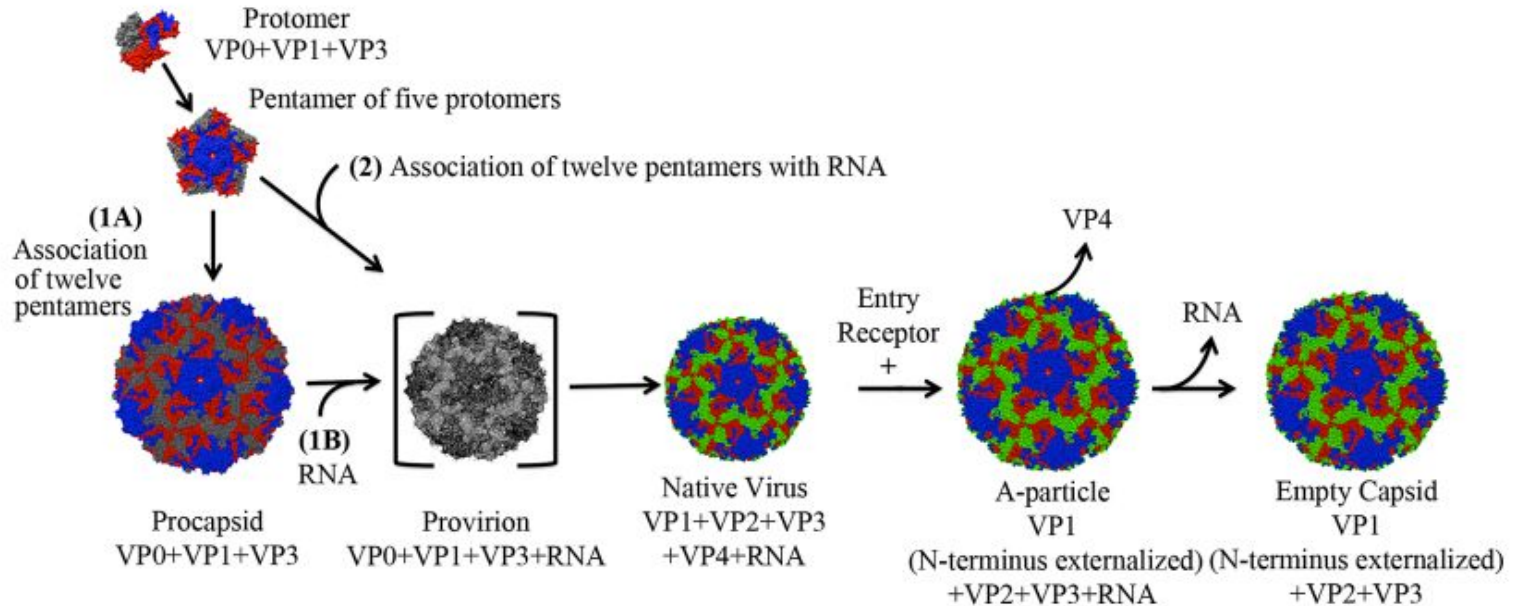 Protomer
VP0+VP1+VP3
Pentamer of five protomers
(2) Association of twelve pentamers with RNA
(1A)
Association
of twelve
pentamers
(1B)
RNA
Procapsid
VP0+VP1+VP3
Provirion
VP0+VP1+VP3+RNA
Native Virus
VP1+VP2+VP3
+VP4+RNA
Entry
Receptor
+
VP4
A-particle
VP1
(N-terminus externalized)
+VP2+VP3+RNA
RNA
Empty Capsid
VP1
(N-terminus externalized)
+VP2+VP3